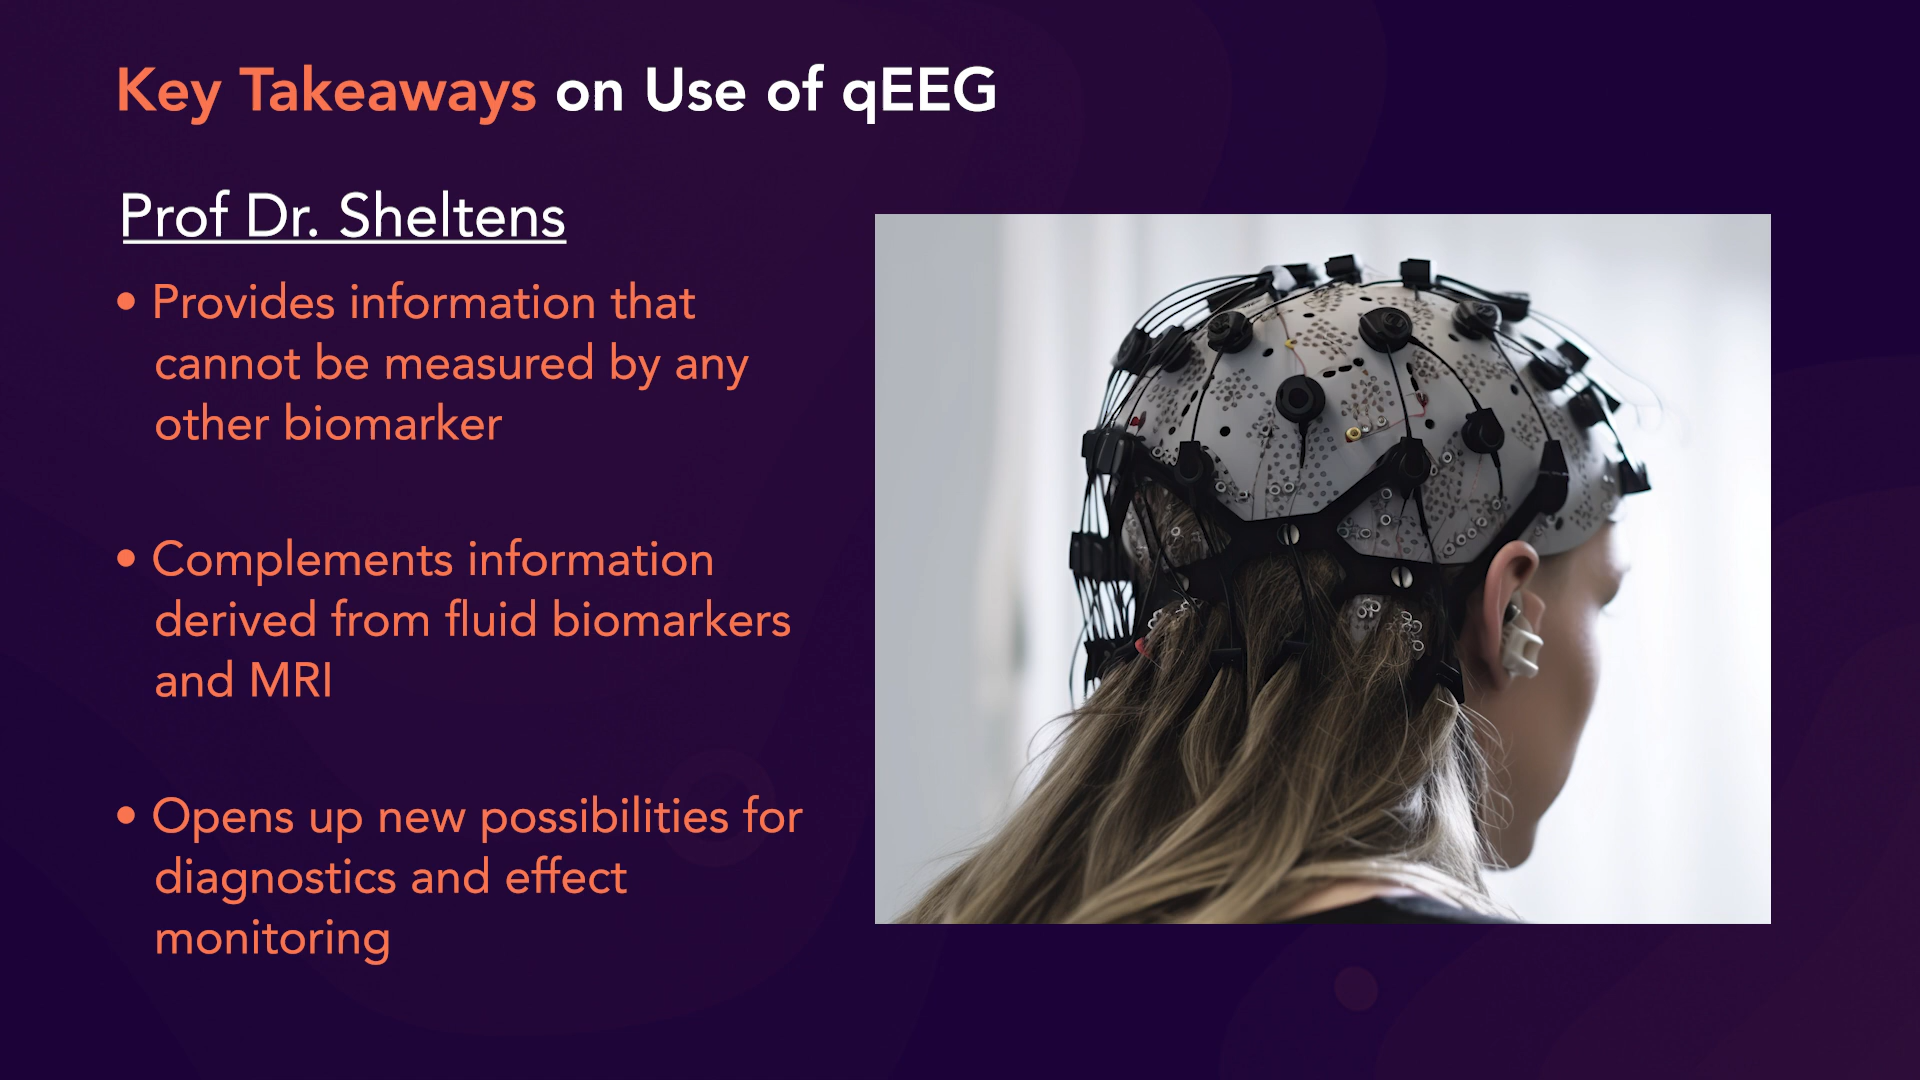 Key Takeaways on Use of qEEG
Prof Dr. Sheltens
• Provides information that
cannot be measured by any
other biomarker
• Complements information
derived from fluid biomarkers
and MRI
• Opens up new possibilities for
diagnostics and effect
monitoring